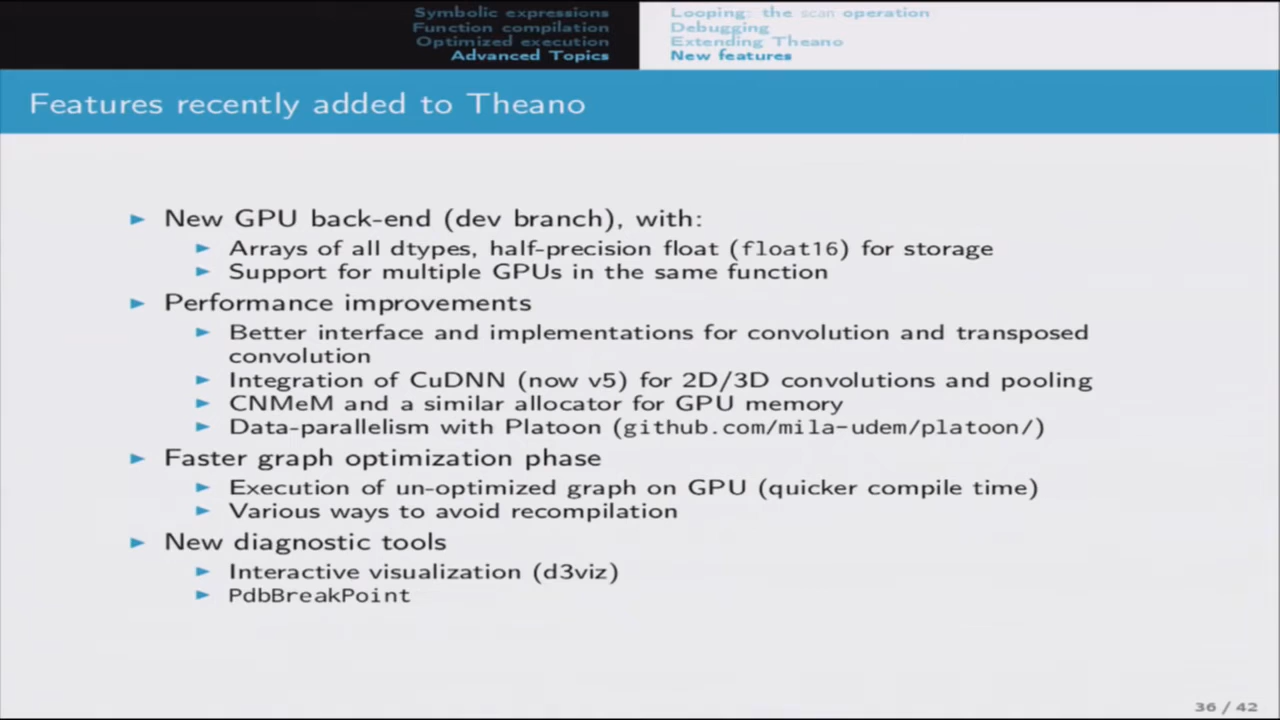 Symbolic expressions
Function compilation
Optimized execution
Advanced Topics
Looping: the scan operation
Debugging
Extending Theano
New features
Features recently added to Theano
New GPU back-end (dev branch), with:
Arrays of all dtypes, half-precision float (float16) for storage
Support for multiple GPUs in the same function
Performance improvements
Better interface and implementations for convolution and transposed
convolution
Integration of CuDNN (now v5) for 2D/3D convolutions and pooling
CNMeM and a similar allocator for GPU memory
Data-parallelism with Platoon (github.com/mila-udem/platoon/)
Faster graph optimization phase
Execution of un-optimized graph on GPU (quicker compile time)
Various ways to avoid recompilation
New diagnostic tools
Interactive visualization (d3viz)
PdbBreakPoint
36 / 42